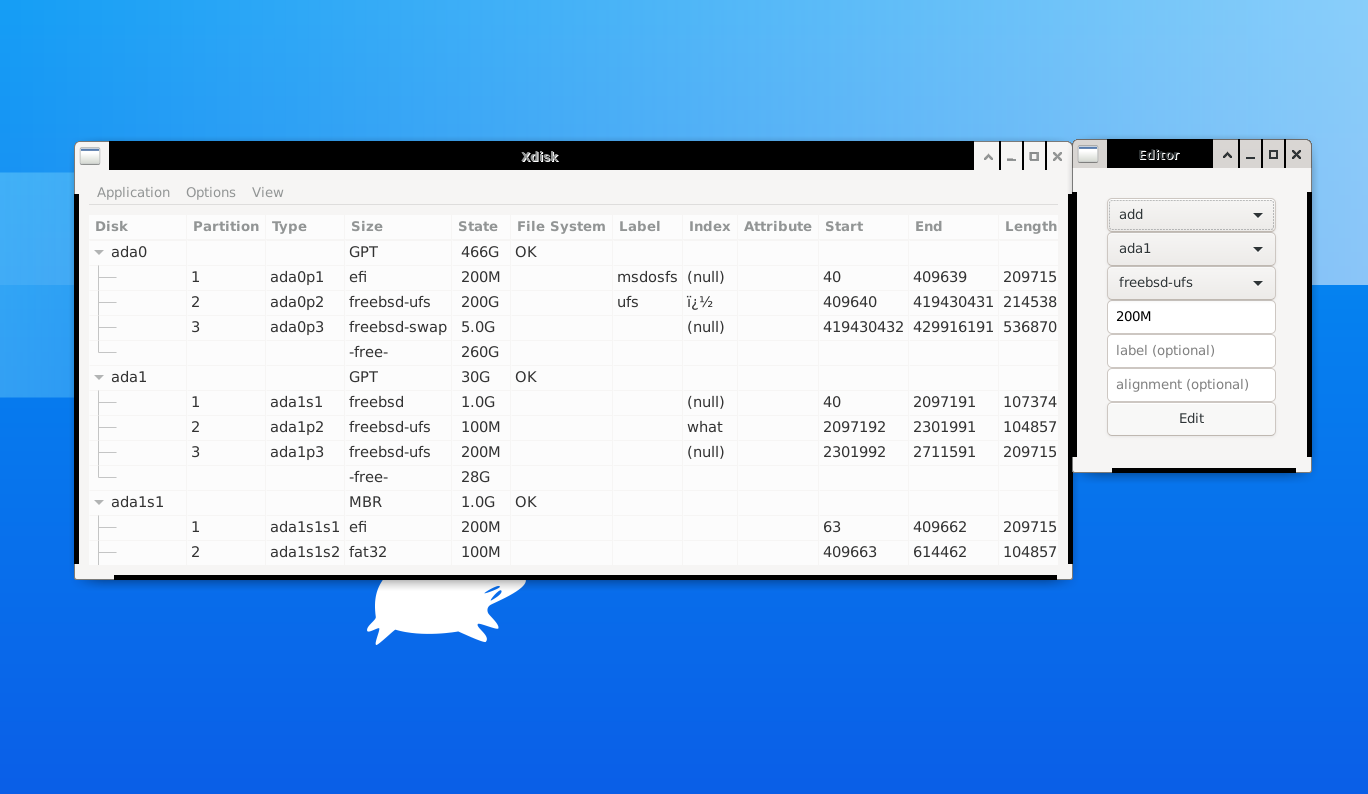 Xdisk
Application Options View
Disk Partition Type Size State File System Label Index Attribute Start End Length
ada0 GPT 466G OK
1 ada0p1 efi 200M msdosfs (null) 40 409639 209715
2 ada0p2 freebsd-ufs 200G ufs ï¿½ 409640 419430431 214538
3 ada0p3 freebsd-swap 5.0G (null) 419430432 429916191 536870
-free- 260G
ada1 GPT 30G OK
1 ada1s1 freebsd 1.0G (null) 40 2097191 107374
2 ada1p2 freebsd-ufs 100M what 2097192 2301991 104857
3 ada1p3 freebsd-ufs 200M (null) 2301992 2711591 209715
-free- 28G
ada1s1 MBR 1.0G OK
1 ada1s1s1 efi 200M 63 409662 209715
2 ada1s1s2 fat32 100M 409663 614462 104857
Editor
add
ada1
freebsd-ufs
200M
label (optional)
alignment (optional)
Edit